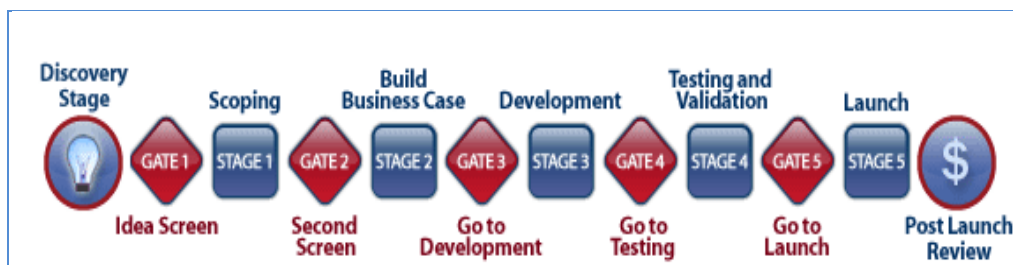 Discovery
Stage
Scoping
Build
Business Case
Development
Testing and
Validation
Launch
GATE 1
STAGE 1
GATE 2
STAGE 2
GATE 3
STAGE 3
GATE 4
STAGE 4
GATE 5
STAGE 5
$
Idea Screen
Second
Screen
Go to
Development
Go to
Testing
Go to
Launch
Post Launch
Review